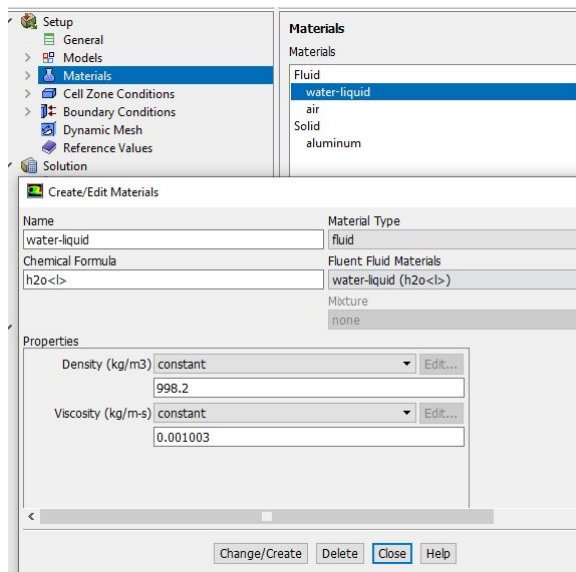 Setup
General
Models
Materials
Cell Zone Conditions
Boundary Conditions
Dynamic Mesh
Reference Values
Solution
Materials
Materials
Fluid
water-liquid
air
Solid
aluminum
Create/Edit Materials
Name
water-liquid
Material Type
fluid
Chemical Formula
h2o<l>
Fluent Fluid Materials
water-liquid (h2o<l>)
Mixture
none
Properties
Density (kg/m3) constant Edit...
998.2
Viscosity (kg/m-s) constant Edit...
0.001003
Change/Create Delete Close Help